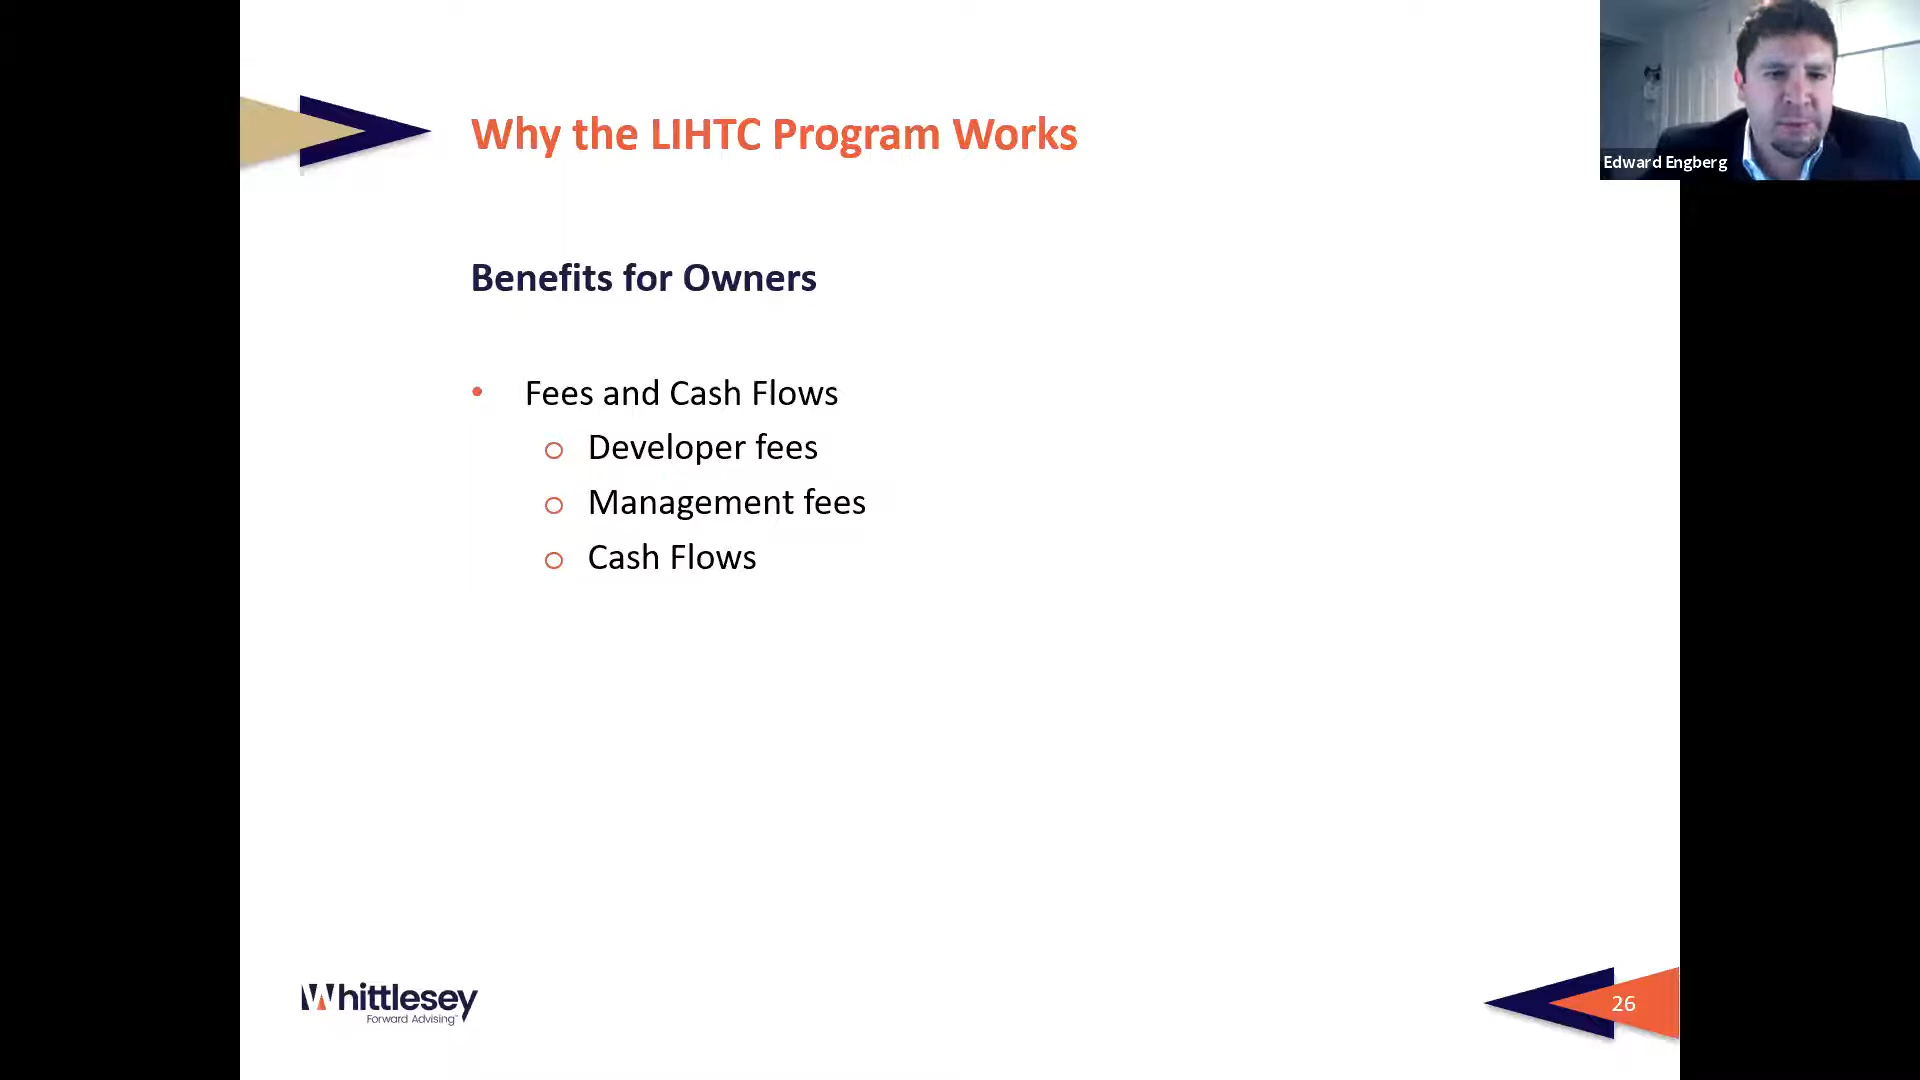 Why the LIHTC Program Works
Edward Engberg
Benefits for Owners
• Fees and Cash Flows
o Developer fees
o Management fees
o Cash Flows
Whittlesey
Forward Advising™
26